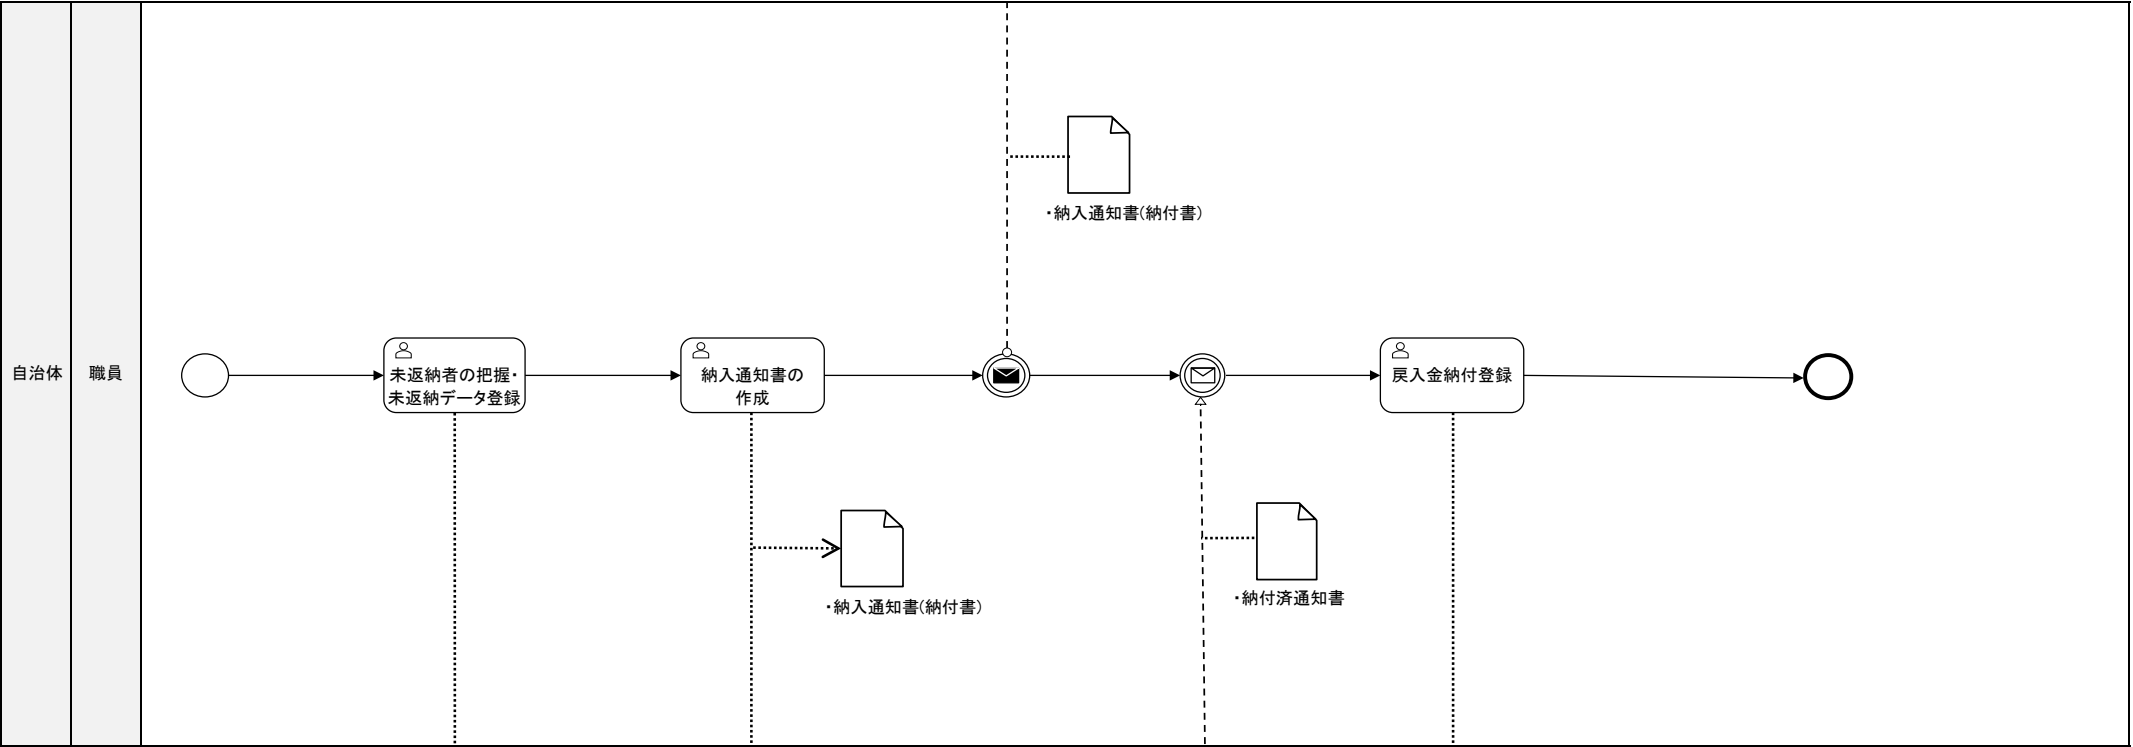 自治体
職員
・納入通知書(納付書)
未返納者の把握・
未返納データ登録
納入通知書の
作成
戻入金納付登録
・納入通知書(納付書)
・納付済通知書